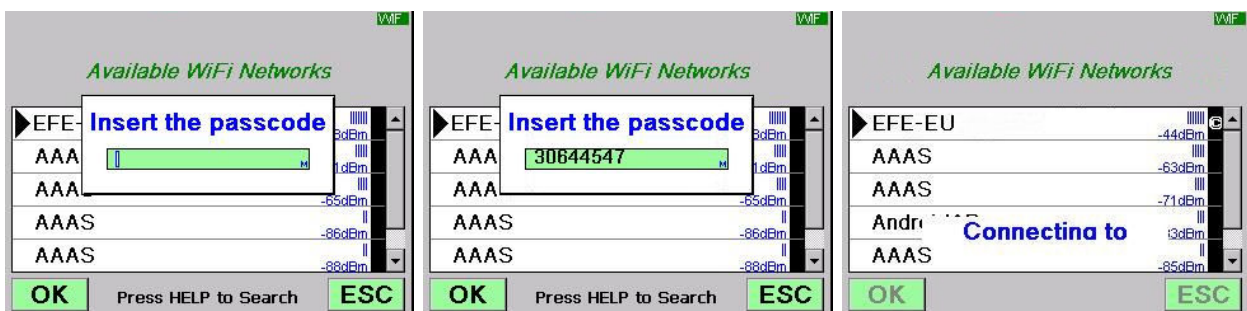 WIF
Available WiFi Networks
Insert the passcode
EFE-
M
AAA
AAA
-65dBm
AAAS
-86dBm
AAAS
-88dBm
OK
Press HELP to Search
ESC
WIF
Available WiFi Networks
Insert the passcode
EFE-
30644547
M
AAA
AAA
-65dBm
AAAS
-86dBm
AAAS
-88dBm
OK
Press HELP to Search
ESC
WIF
Available WiFi Networks
EFE-EU
-44dBm
©
AAAS
-63dBm
AAAS
-71dBm
Connecting to
AAAS
-85dBm
OK
ESC